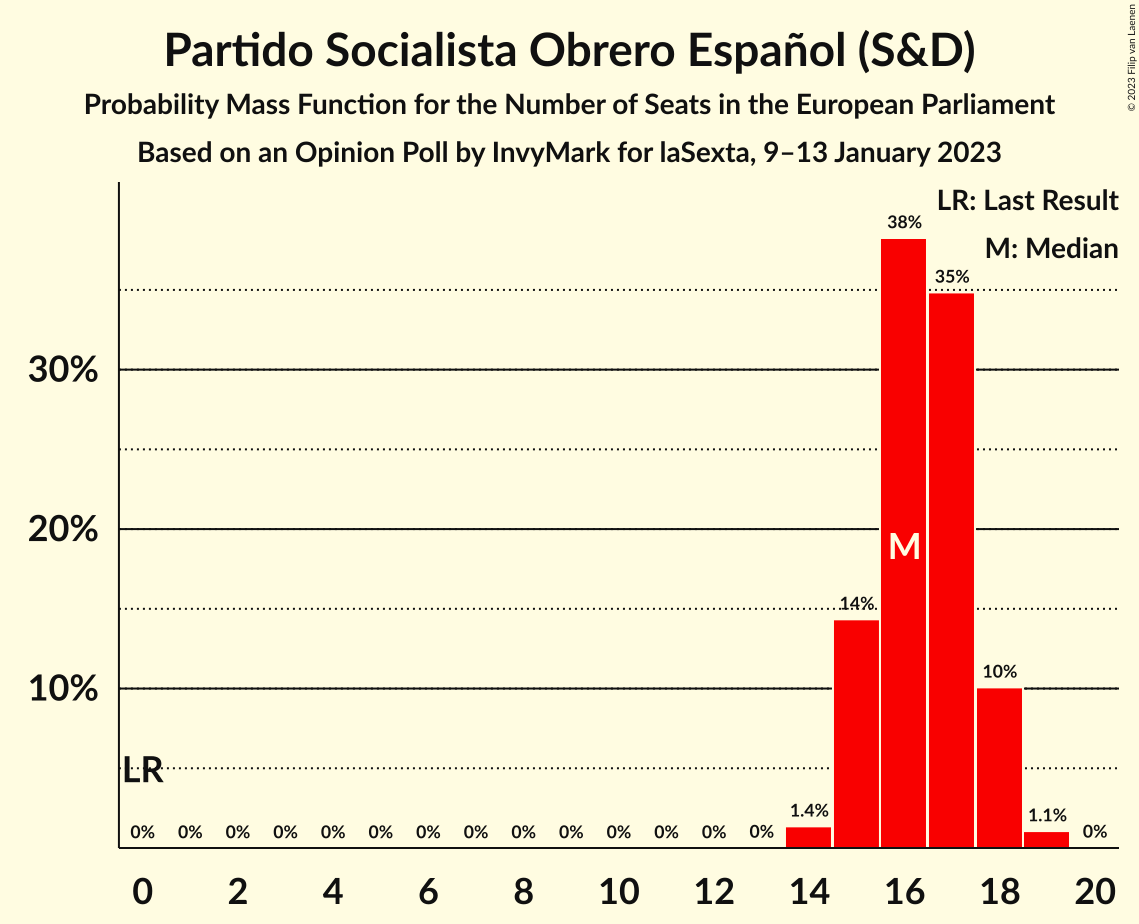 Partido Socialista Obrero Español (S&D)
Probability Mass Function for the Number of Seats in the European Parliament
Based on an Opinion Poll by InvyMark for laSexta, 9–13 January 2023
© 2023 Filip van Laenen
LR: Last Result
M: Median
38%
35%
30%
20%
M
14%
10%
10%
LR
1.4%
1.1%
0% 0% 0% 0% 0% 0% 0% 0% 0% 0% 0% 0% 0% 0% 0%
0 2 4 6 8 10 12 14 16 18 20